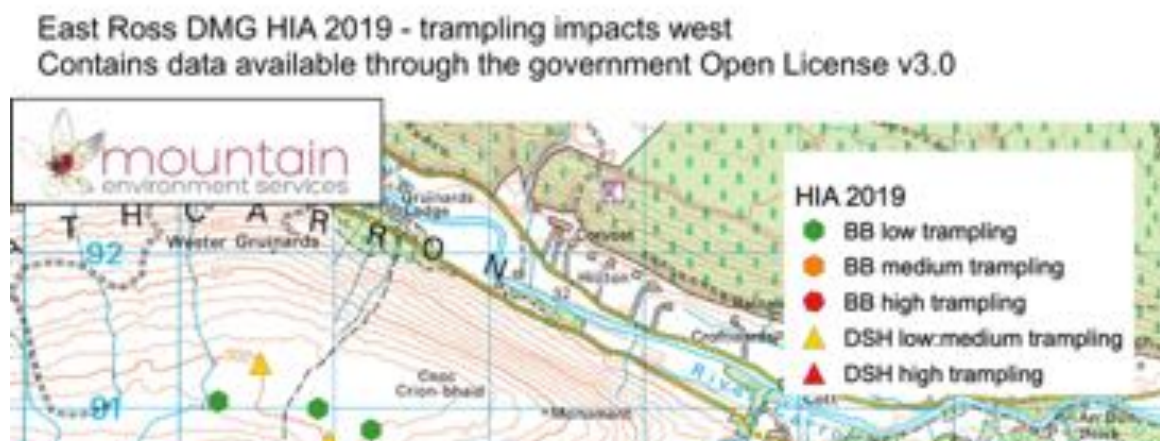 East Ross DMG HIA 2019 - trampling impacts west
Contains data available through the government Open License v3.0
mountain
environment services
HIA 2019
BB low trampling
BB medium trampling
BB high trampling
DSH low:medium trampling
DSH high trampling
Gruinards
Lodge
T H C A R R O N
Wester Gruinards
92
Cnoc
Crion-bhaid
91
Monument
River